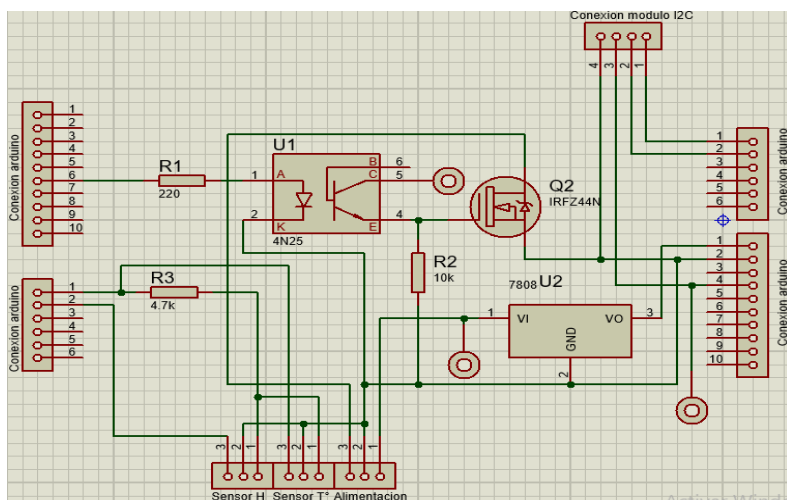 Conexion modulo I2C
4
3
2
1
Conexion arduino
1
2
3
4
5
6
7
8
9
10
R1
220
U1
1
A
2
K
B
6
C
5
E
4
4N25
Q2
IRFZ44N
R2
10k
Conexion arduino
1
2
3
4
5
6
Conexion arduino
1
2
3
4
5
6
7
8
9
10
Conexion arduino
1
2
3
4
5
6
R3
4.7k
7808
U2
1
VI
VO
3
GND
2
3
2
1
3
2
1
3
2
1
Sensor H
Sensor T°
Alimentacion